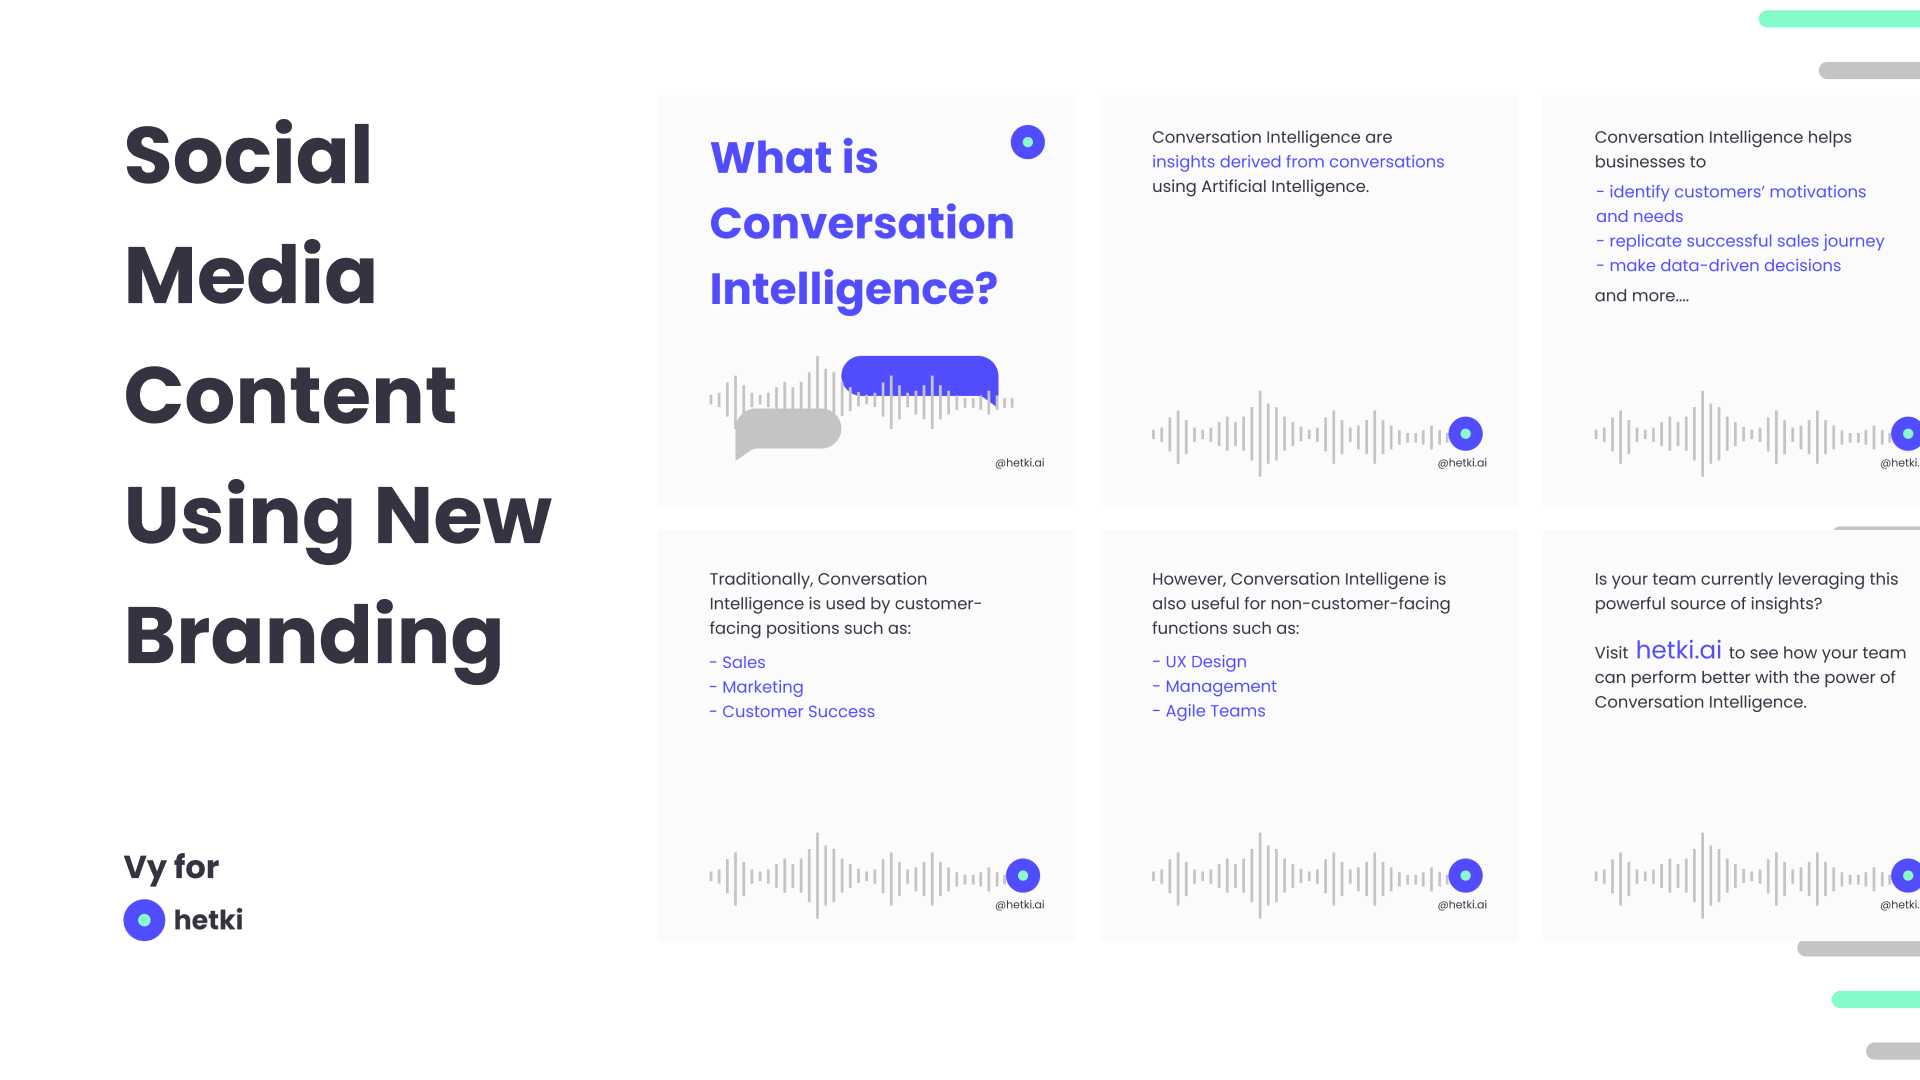 Social
Media
Content
Using New
Branding
Vy for
hetki
What is
Conversation
Intelligence?
@hetki.ai
Conversation Intelligence are
insights derived from conversations
using Artificial Intelligence.
@hetki.ai
Conversation Intelligence helps
businesses to
- identify customers’ motivations
and needs
- replicate successful sales journey
- make data-driven decisions
and more....
@hetki.
Traditionally, Conversation
Intelligence is used by customer-
facing positions such as:
- Sales
- Marketing
- Customer Success
@hetki.ai
However, Conversation Intelligene is
also useful for non-customer-facing
functions such as:
- UX Design
- Management
- Agile Teams
@hetki.ai
Is your team currently leveraging this
powerful source of insights?
Visit hetki.ai to see how your team
can perform better with the power of
Conversation Intelligence.
@hetki.